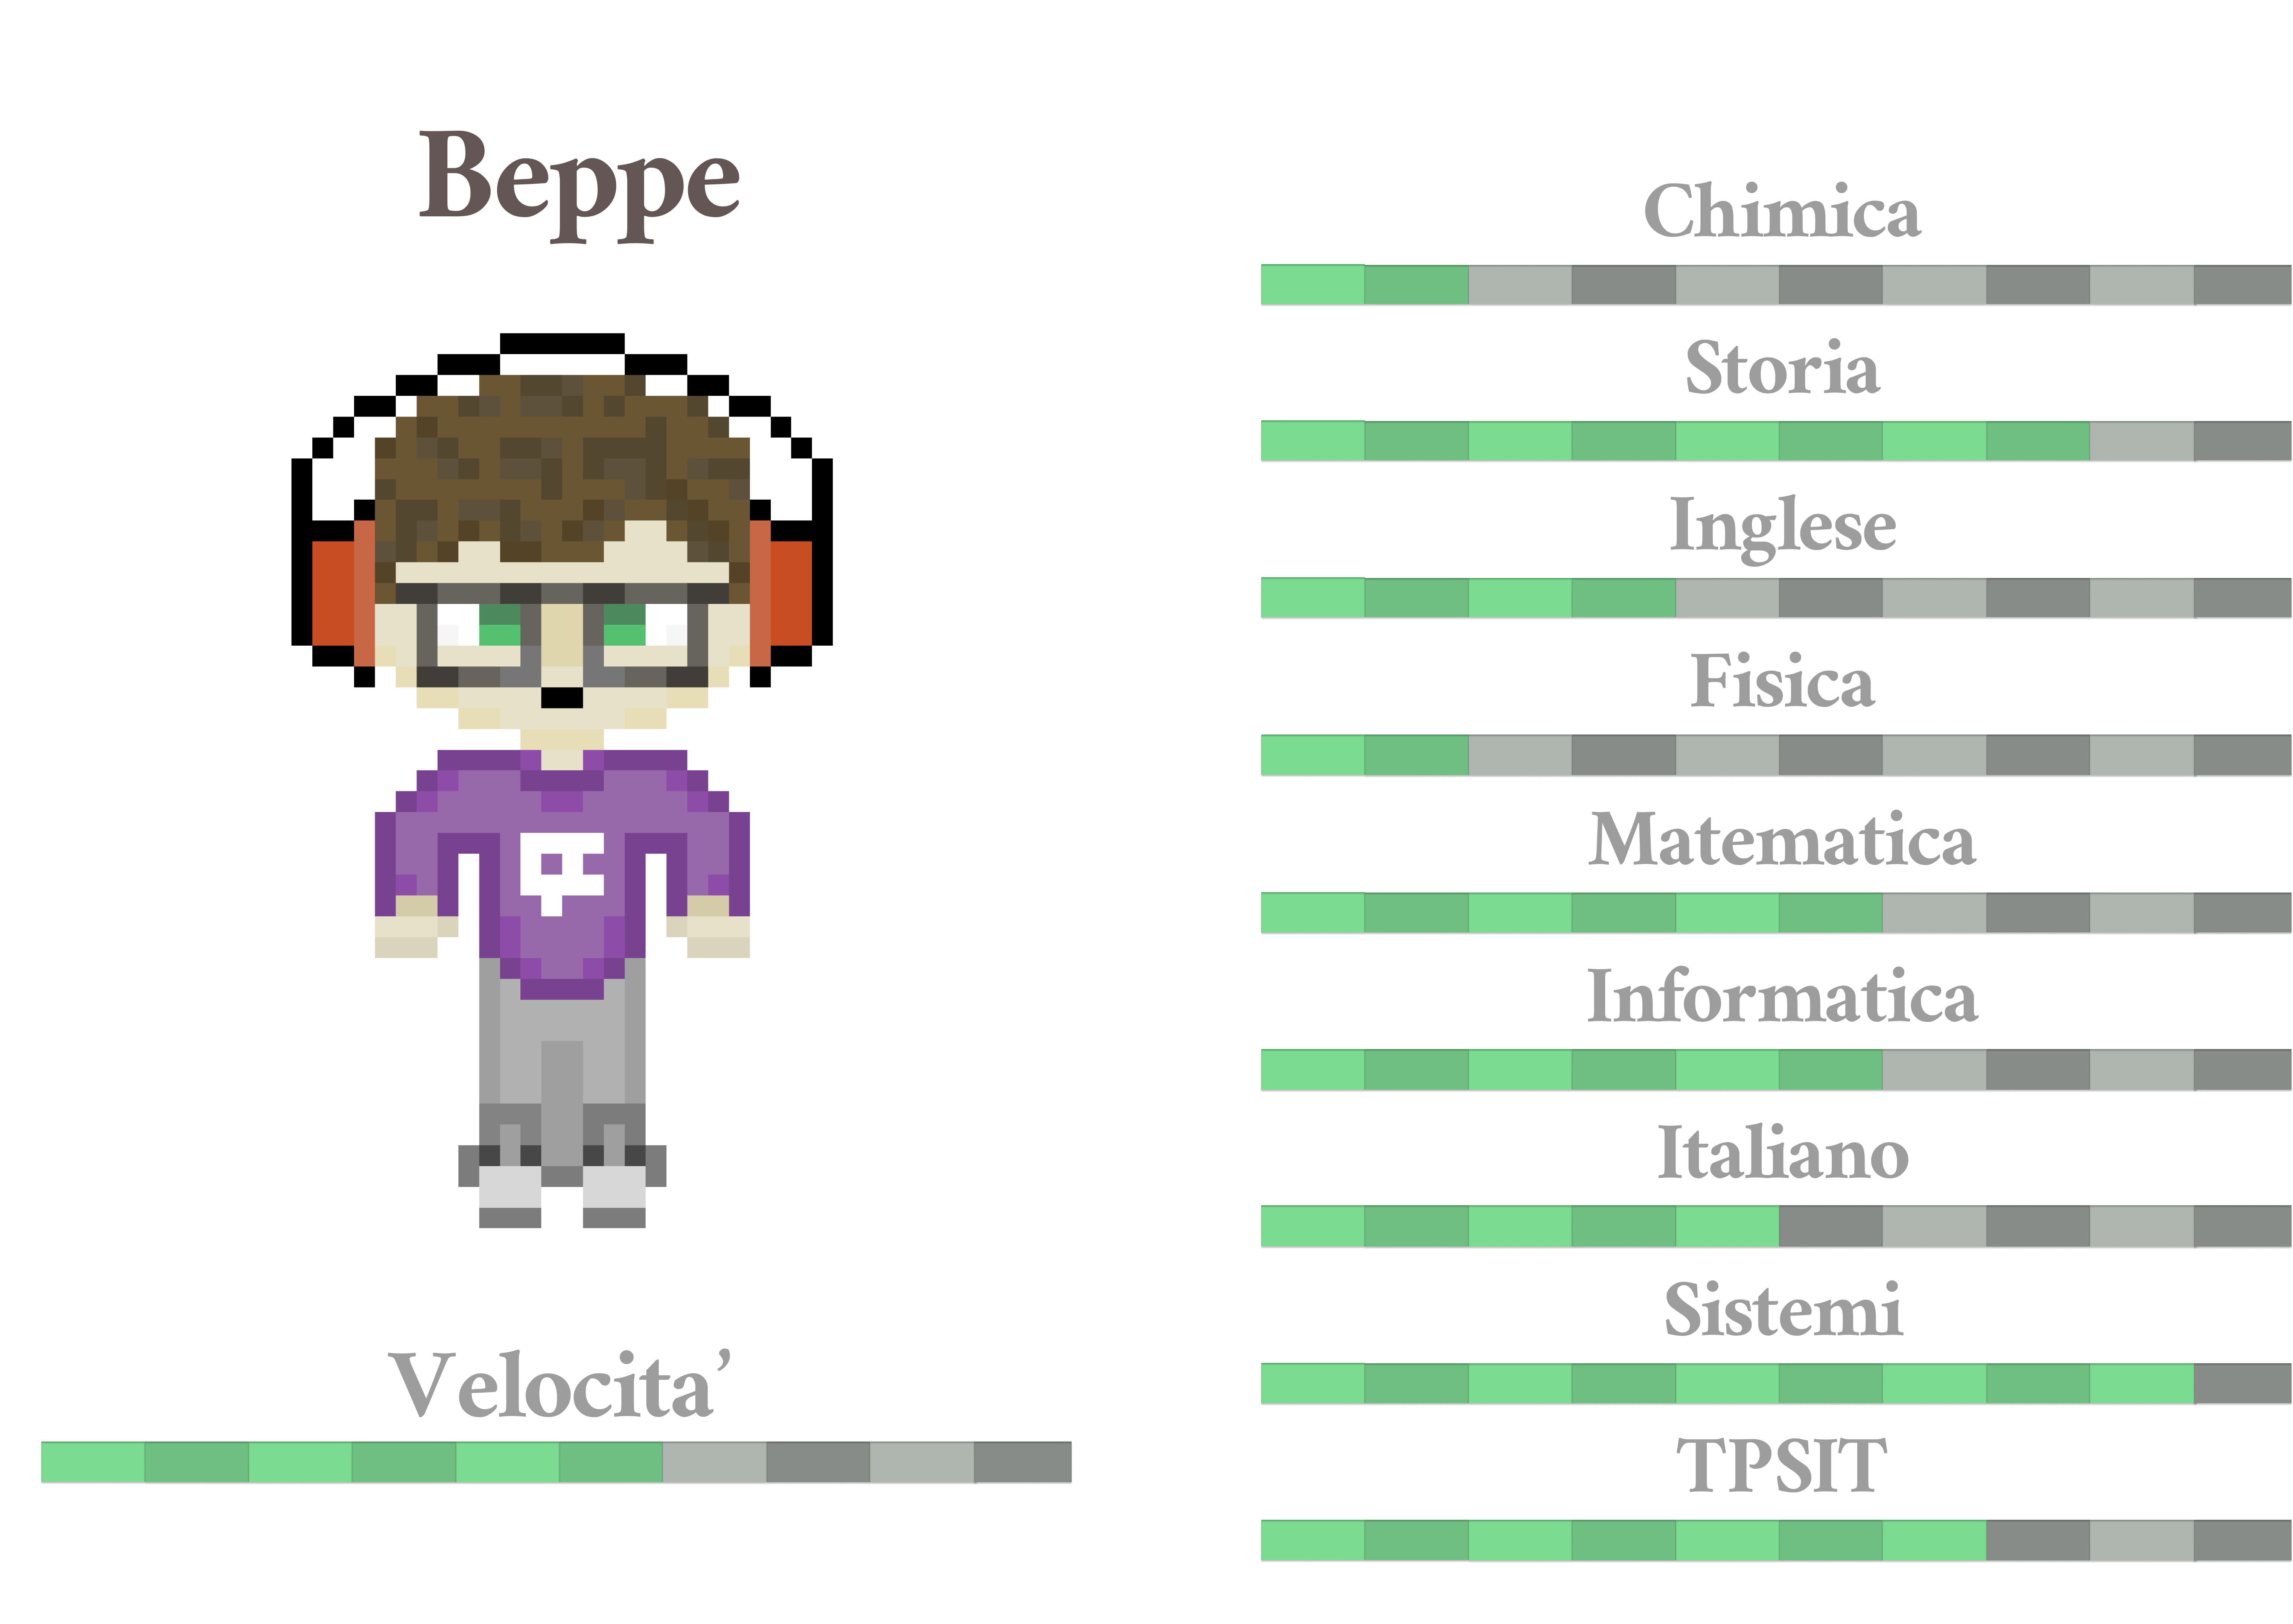 Beppe
Velocita’
Chimica
Storia
Inglese
Fisica
Matematica
Informatica
Italiano
Sistemi
TPSIT